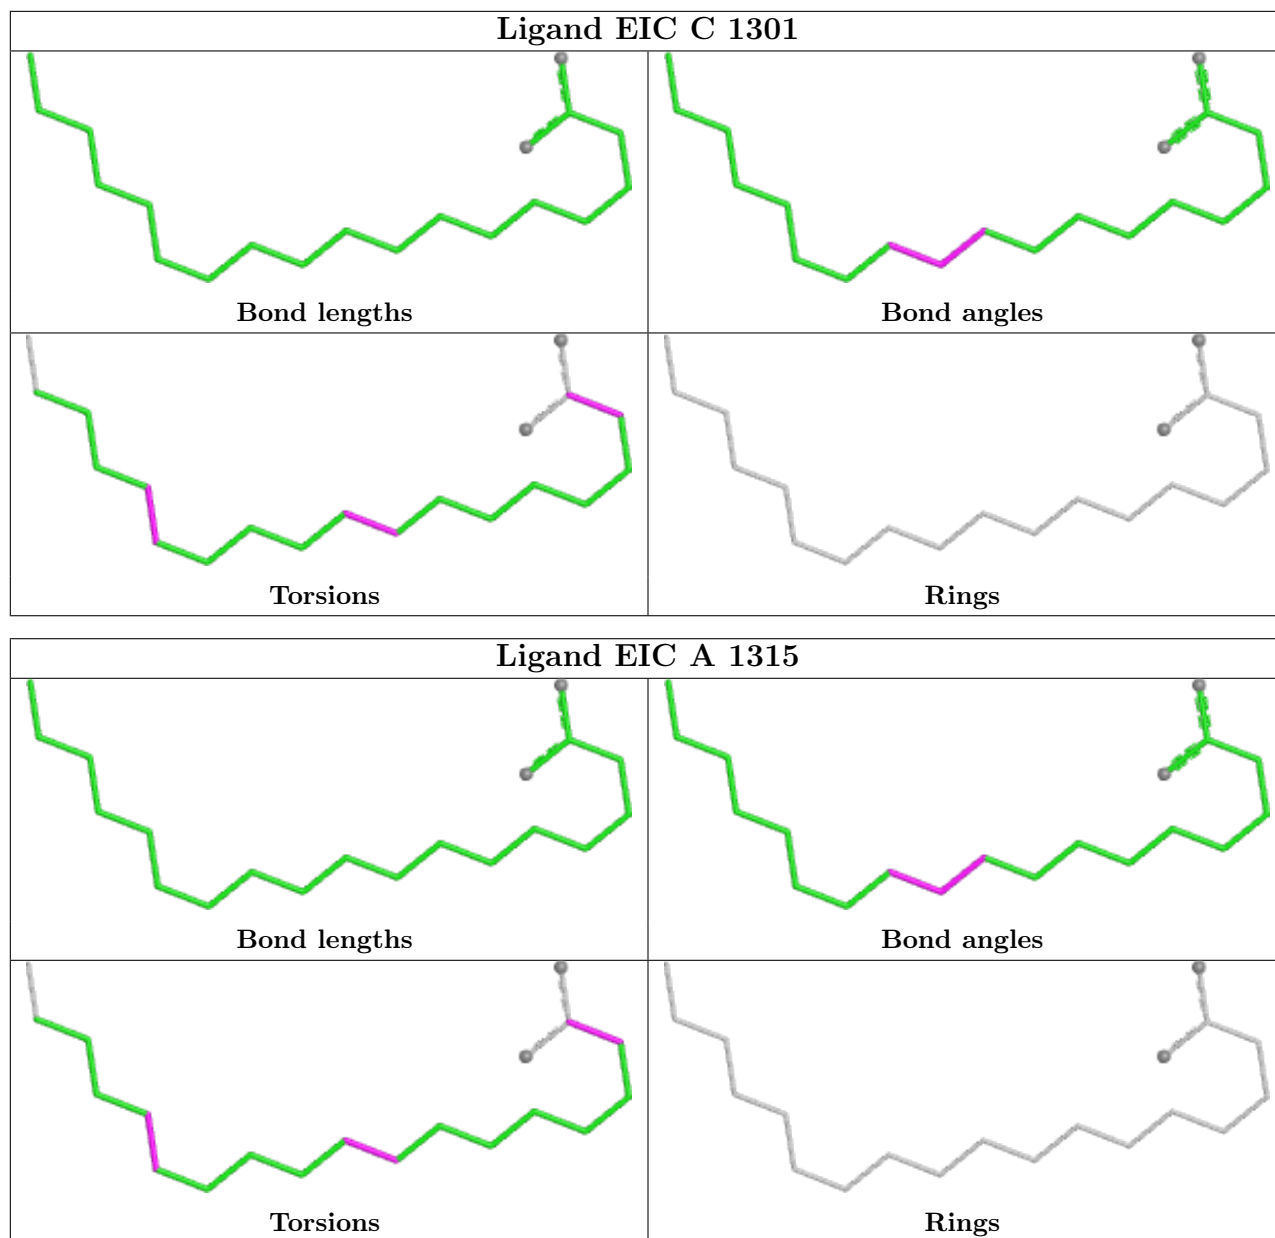 Ligand EIC C 1301
Bond lengths
Bond angles
Torsions
Rings
Ligand EIC A 1315
Bond lengths
Bond angles
Torsions
Rings